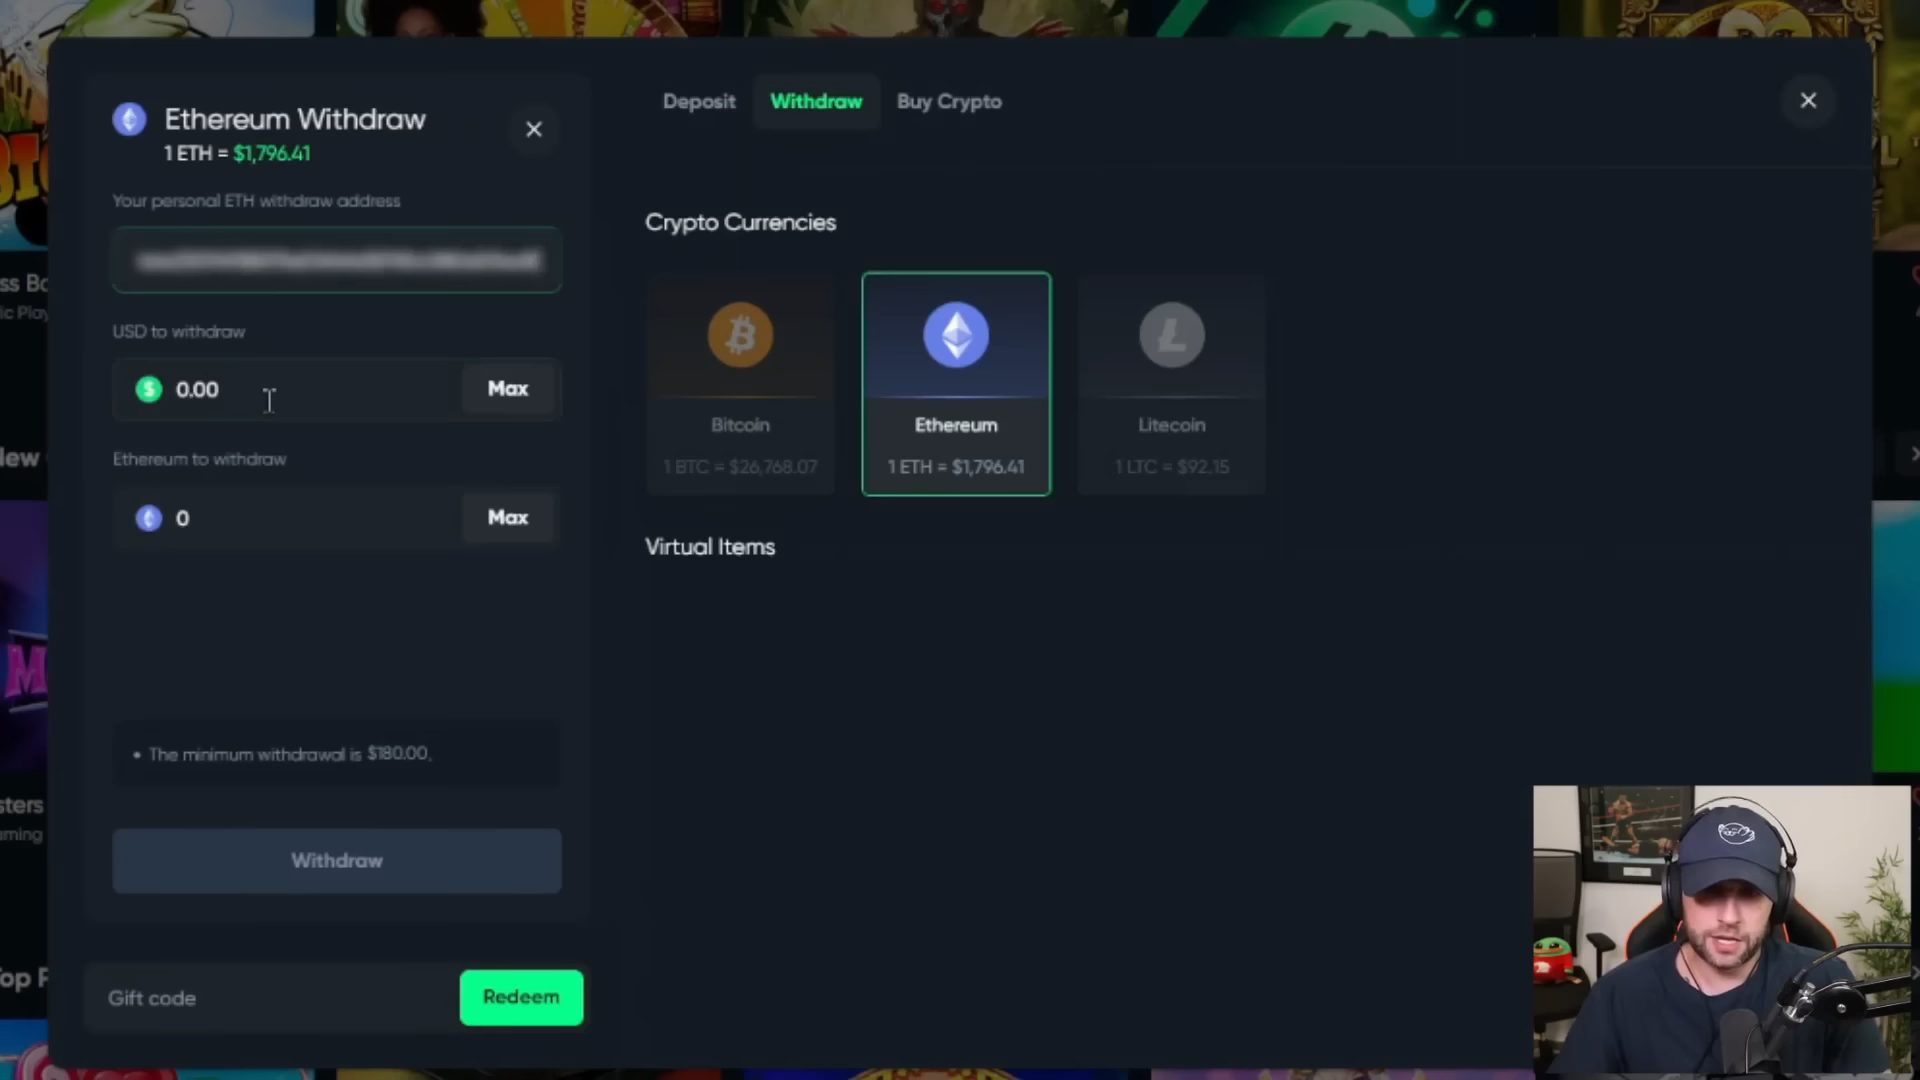 Ethereum Withdraw
1 ETH = $1,796.41
Your personal ETH withdraw address
USD to withdraw
0.00
Max
Ethereum to withdraw
0
Max
• The minimum withdrawal is $180.00.
Withdraw
Gift code
Redeem
Deposit
Withdraw
Buy Crypto
Crypto Currencies
Bitcoin
1 BTC = $26,768.07
Ethereum
1 ETH = $1,796.41
Litecoin
1 LTC = $92.15
Virtual Items